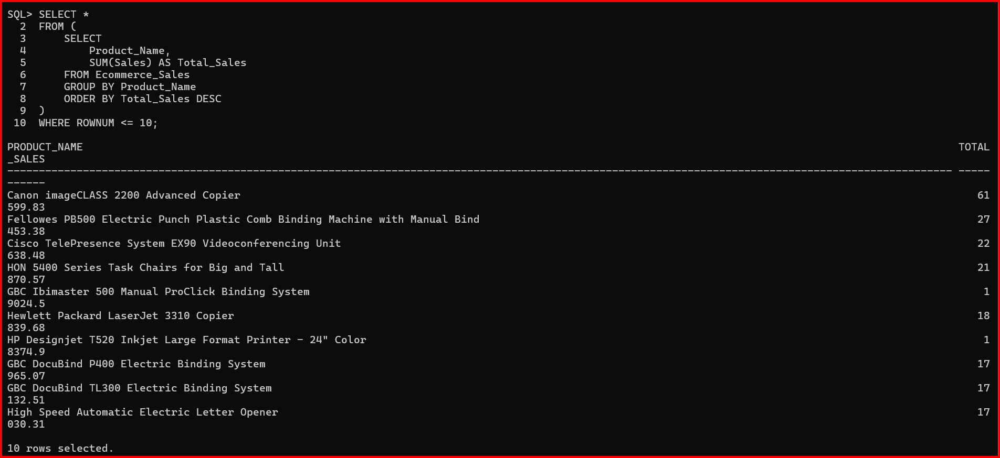 SQL> SELECT *
  2  FROM (
  3      SELECT
  4          Product_Name,
  5          SUM(Sales) AS Total_Sales
  6      FROM Ecommerce_Sales
  7      GROUP BY Product_Name
  8      ORDER BY Total_Sales DESC
  9  )
 10  WHERE ROWNUM <= 10;

PRODUCT_NAME                                                                                                                                           TOTAL
_SALES
------------------------------------------------------------------------------------------------------------------------------------------------------ -----
------
Canon imageCLASS 2200 Advanced Copier                                                                                                                     61
599.83
Fellowes PB500 Electric Punch Plastic Comb Binding Machine with Manual Bind                                                                               27
453.38
Cisco TelePresence System EX90 Videoconferencing Unit                                                                                                     22
638.48
HON 5400 Series Task Chairs for Big and Tall                                                                                                              21
870.57
GBC Ibimaster 500 Manual ProClick Binding System                                                                                                           1
9024.5
Hewlett Packard LaserJet 3310 Copier                                                                                                                      18
839.68
HP Designjet T520 Inkjet Large Format Printer - 24" Color                                                                                                  1
8374.9
GBC DocuBind P400 Electric Binding System                                                                                                                 17
965.07
GBC DocuBind TL300 Electric Binding System                                                                                                                17
132.51
High Speed Automatic Electric Letter Opener                                                                                                               17
030.31

10 rows selected.